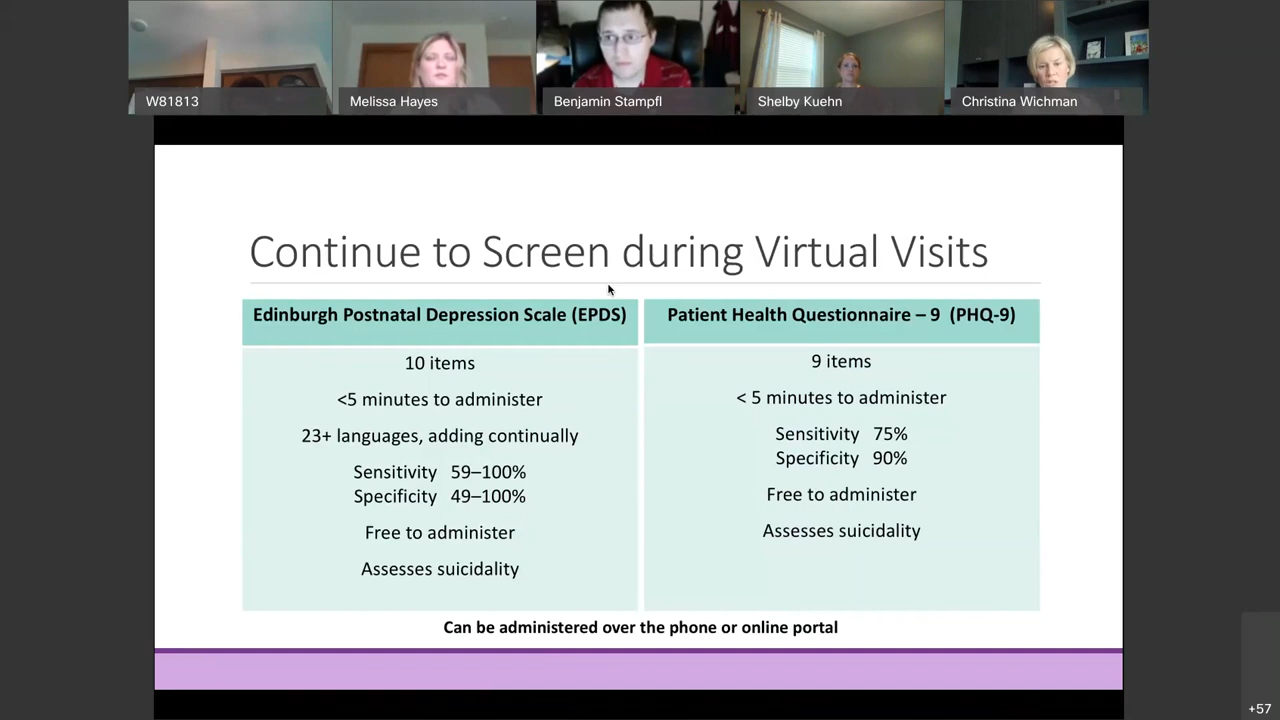 W81813
Melissa Hayes
Benjamin Stampfl
Shelby Kuehn
Christina Wichman
Continue to Screen during Virtual Visits
Edinburgh Postnatal Depression Scale (EPDS)
10 items
<5 minutes to administer
23+ languages, adding continually
Sensitivity 59–100%
Specificity 49–100%
Free to administer
Assesses suicidality
Patient Health Questionnaire – 9 (PHQ-9)
9 items
< 5 minutes to administer
Sensitivity 75%
Specificity 90%
Free to administer
Assesses suicidality
Can be administered over the phone or online portal
+57